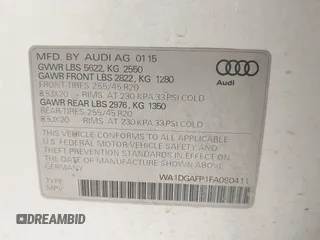 MFD. BY AUDI AG 01 15
GVWR LBS 5622, KG 2550
GAWR FRONT LBS 2822, KG 1280
FRONT-TIRES 255/45 R20
8.5JX20 RIMS AT 230 KPA 33 PSI COLD
GAWR REAR LBS 2976, KG 1350
REAR-TIRES 255/45 R20
8.5JX20 RIMS AT 230 KPA 33 PSI COLD
THIS VEHICLE CONFORMS TO ALL APPLICABLE
U.S. FEDERAL MOTOR-VEHICLE SAFETY- AND
THEFT PREVENTION STANDARDS IN EFFECT
ON THE DATE OF MANUFACTURE SHOWN ABOVE.
GERMANY
WA1DGAFP1FA080411
TYPE:
MPV
Audi
DREAMBID